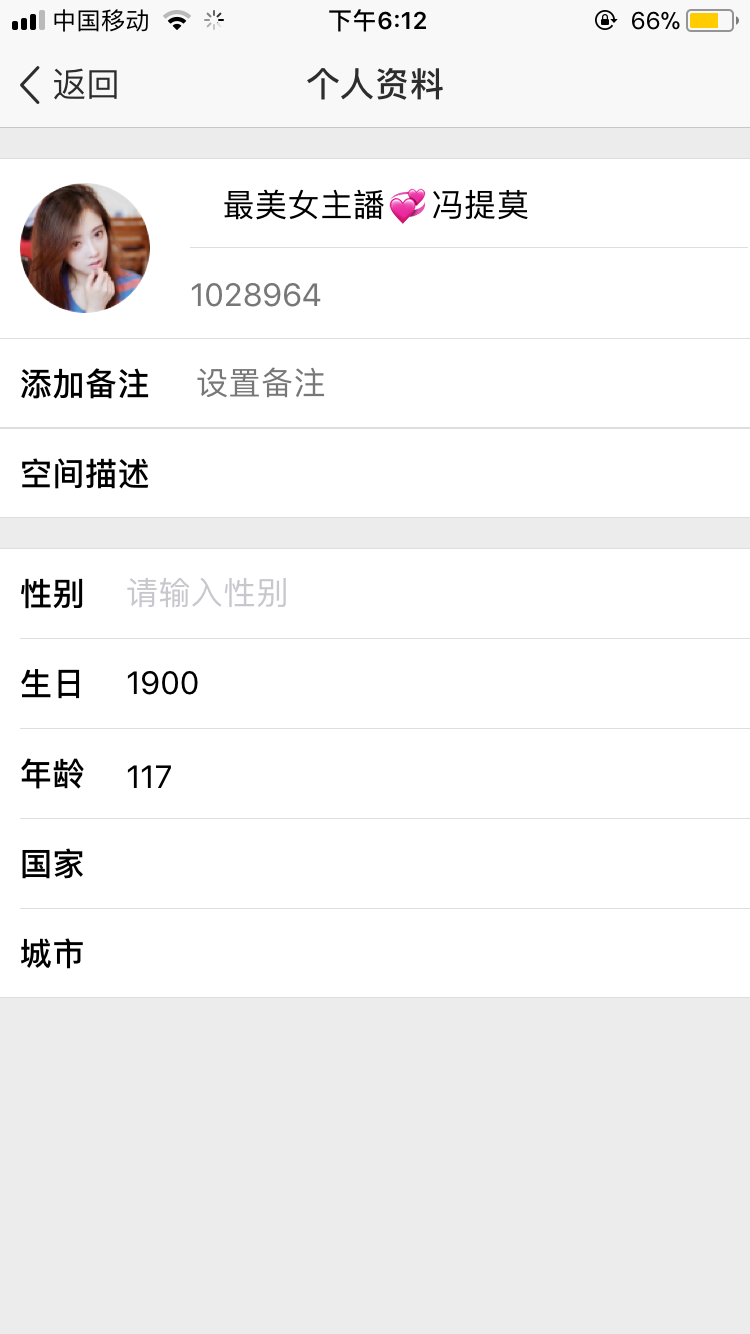 中国移动 下午6:12 66%
返回 个人资料
最美女主譒💞冯提莫
1028964
添加备注 设置备注
空间描述
性别 请输入性别
生日 1900
年龄 117
国家
城市